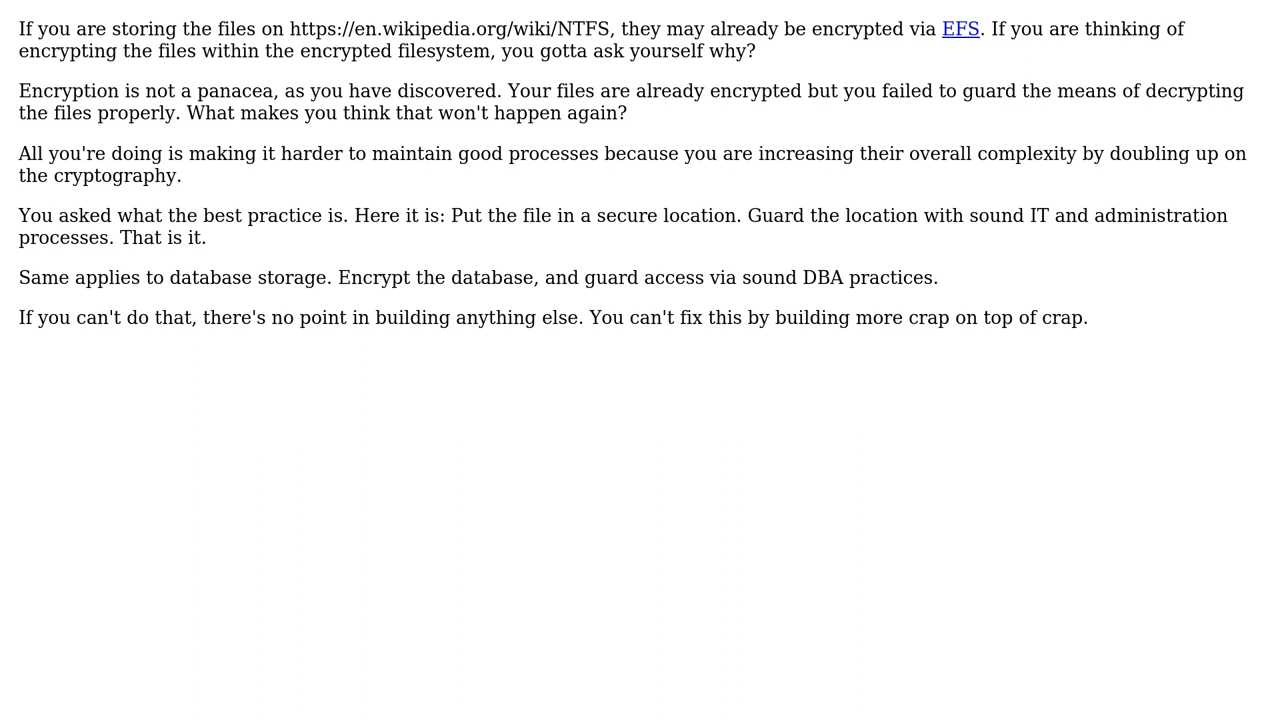 If you are storing the files on https://en.wikipedia.org/wiki/NTFS, they may already be encrypted via EFS. If you are thinking of
encrypting the files within the encrypted filesystem, you gotta ask yourself why?
Encryption is not a panacea, as you have discovered. Your files are already encrypted but you failed to guard the means of decrypting
the files properly. What makes you think that won't happen again?
All you're doing is making it harder to maintain good processes because you are increasing their overall complexity by doubling up on
the cryptography.
You asked what the best practice is. Here it is: Put the file in a secure location. Guard the location with sound IT and administration
processes. That is it.
Same applies to database storage. Encrypt the database, and guard access via sound DBA practices.
If you can't do that, there's no point in building anything else. You can't fix this by building more crap on top of crap.